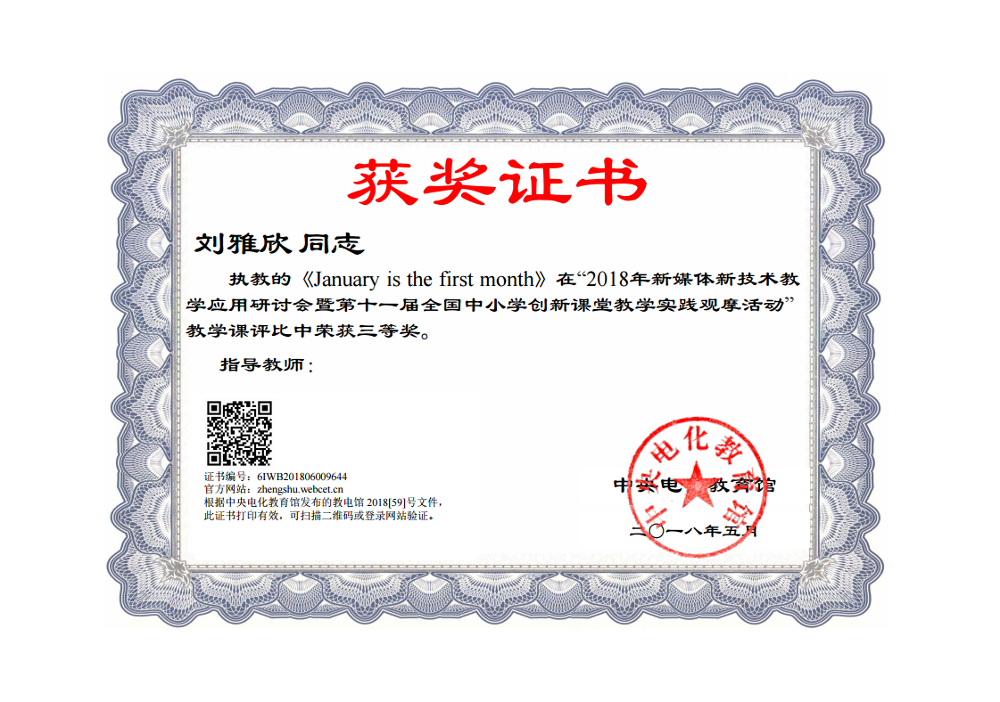 获奖证书
刘雅欣 同志
执教的《January is the first month》在“2018年新媒体新技术教
学应用研讨会暨第十一届全国中小学创新课堂教学实践观摩活动”
教学课评比中荣获三等奖。
指导教师：
证书编号：6IWB201806009644
官方网站：zhengshu.webcet.cn
根据中央电化教育馆发布的教电馆 2018[59]号文件，
此证书打印有效，可扫描二维码或登录网站验证。
中央电化教育馆
中央电化教育馆
二〇一八年五月